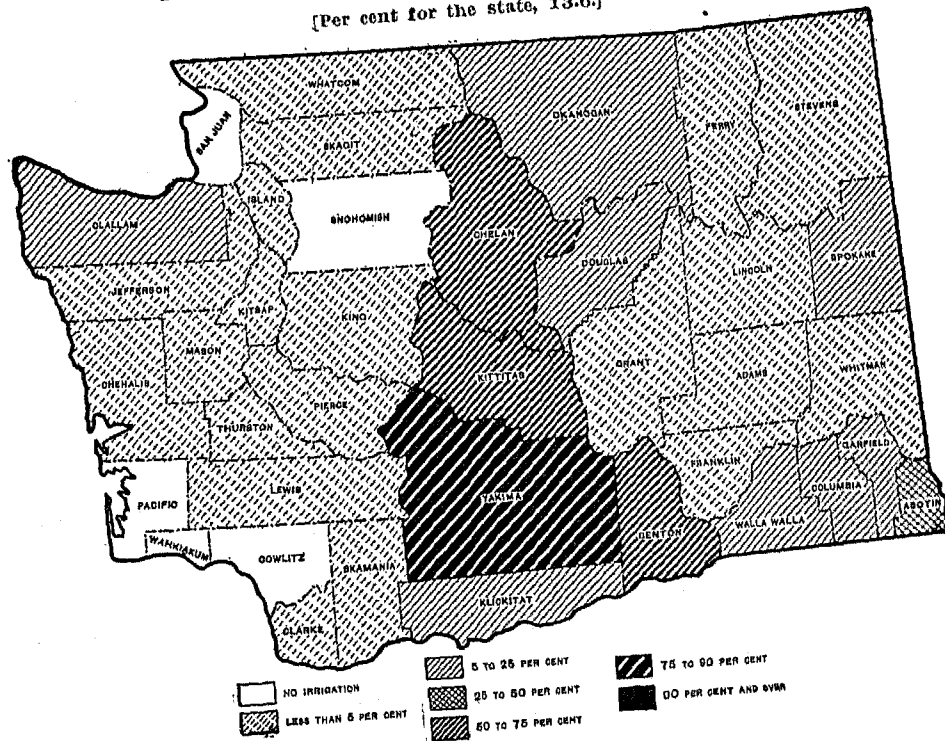 [Per cent for the state, 13.6.]
WHATCOM
OKANOGAN
FERRY
STEVENS
SAN JUAN
SKAGIT
ISLAND
SNOHOMISH
CHELAN
CLALLAM
DOUGLAS
LINCOLN
SPOKANE
JEFFERSON
KITSAP
KING
MASON
CHEHALIS
KITTITAS
GRANT
ADAMS
WHITMAN
PIERCE
THURSTON
GARFIELD
FRANKLIN
LEWIS
YAKIMA
COLUMBIA
PACIFIC
ASOTIN
WALLA WALLA
BENTON
WAHKIAKUM
COWLITZ
SKAMANIA
KLICKITAT
CLARKE
NO IRRIGATION
LESS THAN 5 PER CENT
5 TO 25 PER CENT
25 TO 50 PER CENT
50 TO 75 PER CENT
75 TO 90 PER CENT
90 PER CENT AND OVER